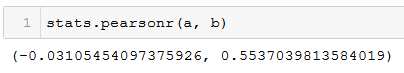 1 stats.pearsonr(a, b)
(-0.03105454097375926, 0.5537039813584019)